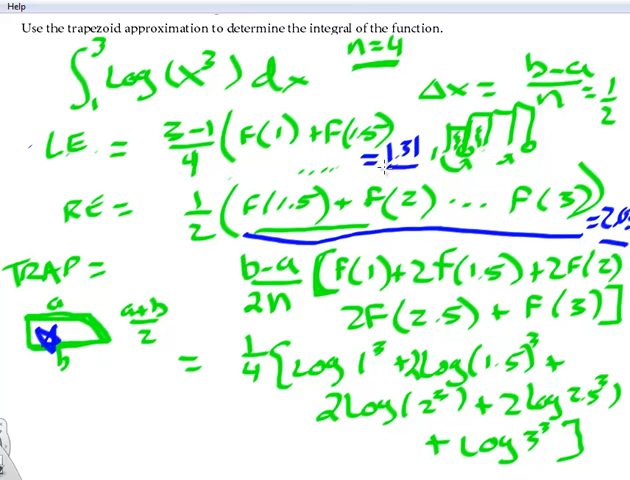 Help
Use the trapezoid approximation to determine the integral of the function.
n=4
∫₁³ Log(x³) dx
Δx = b-a/n = 1/2
LE = 3-1/4 (F(1) + F(1.5) ....
= 1.31
RE = 1/2 (F(1.5) + F(2) ... F(3))
TRAP = b-a/2n [F(1)+2F(1.5)+2F(2)
2F(2.5) + F(3)]
a
a+b/2
b
= 1/4 [Log 1³ + 2Log(1.5)³ +
2Log(2³) + 2Log 2.5³)
+ Log 3³]